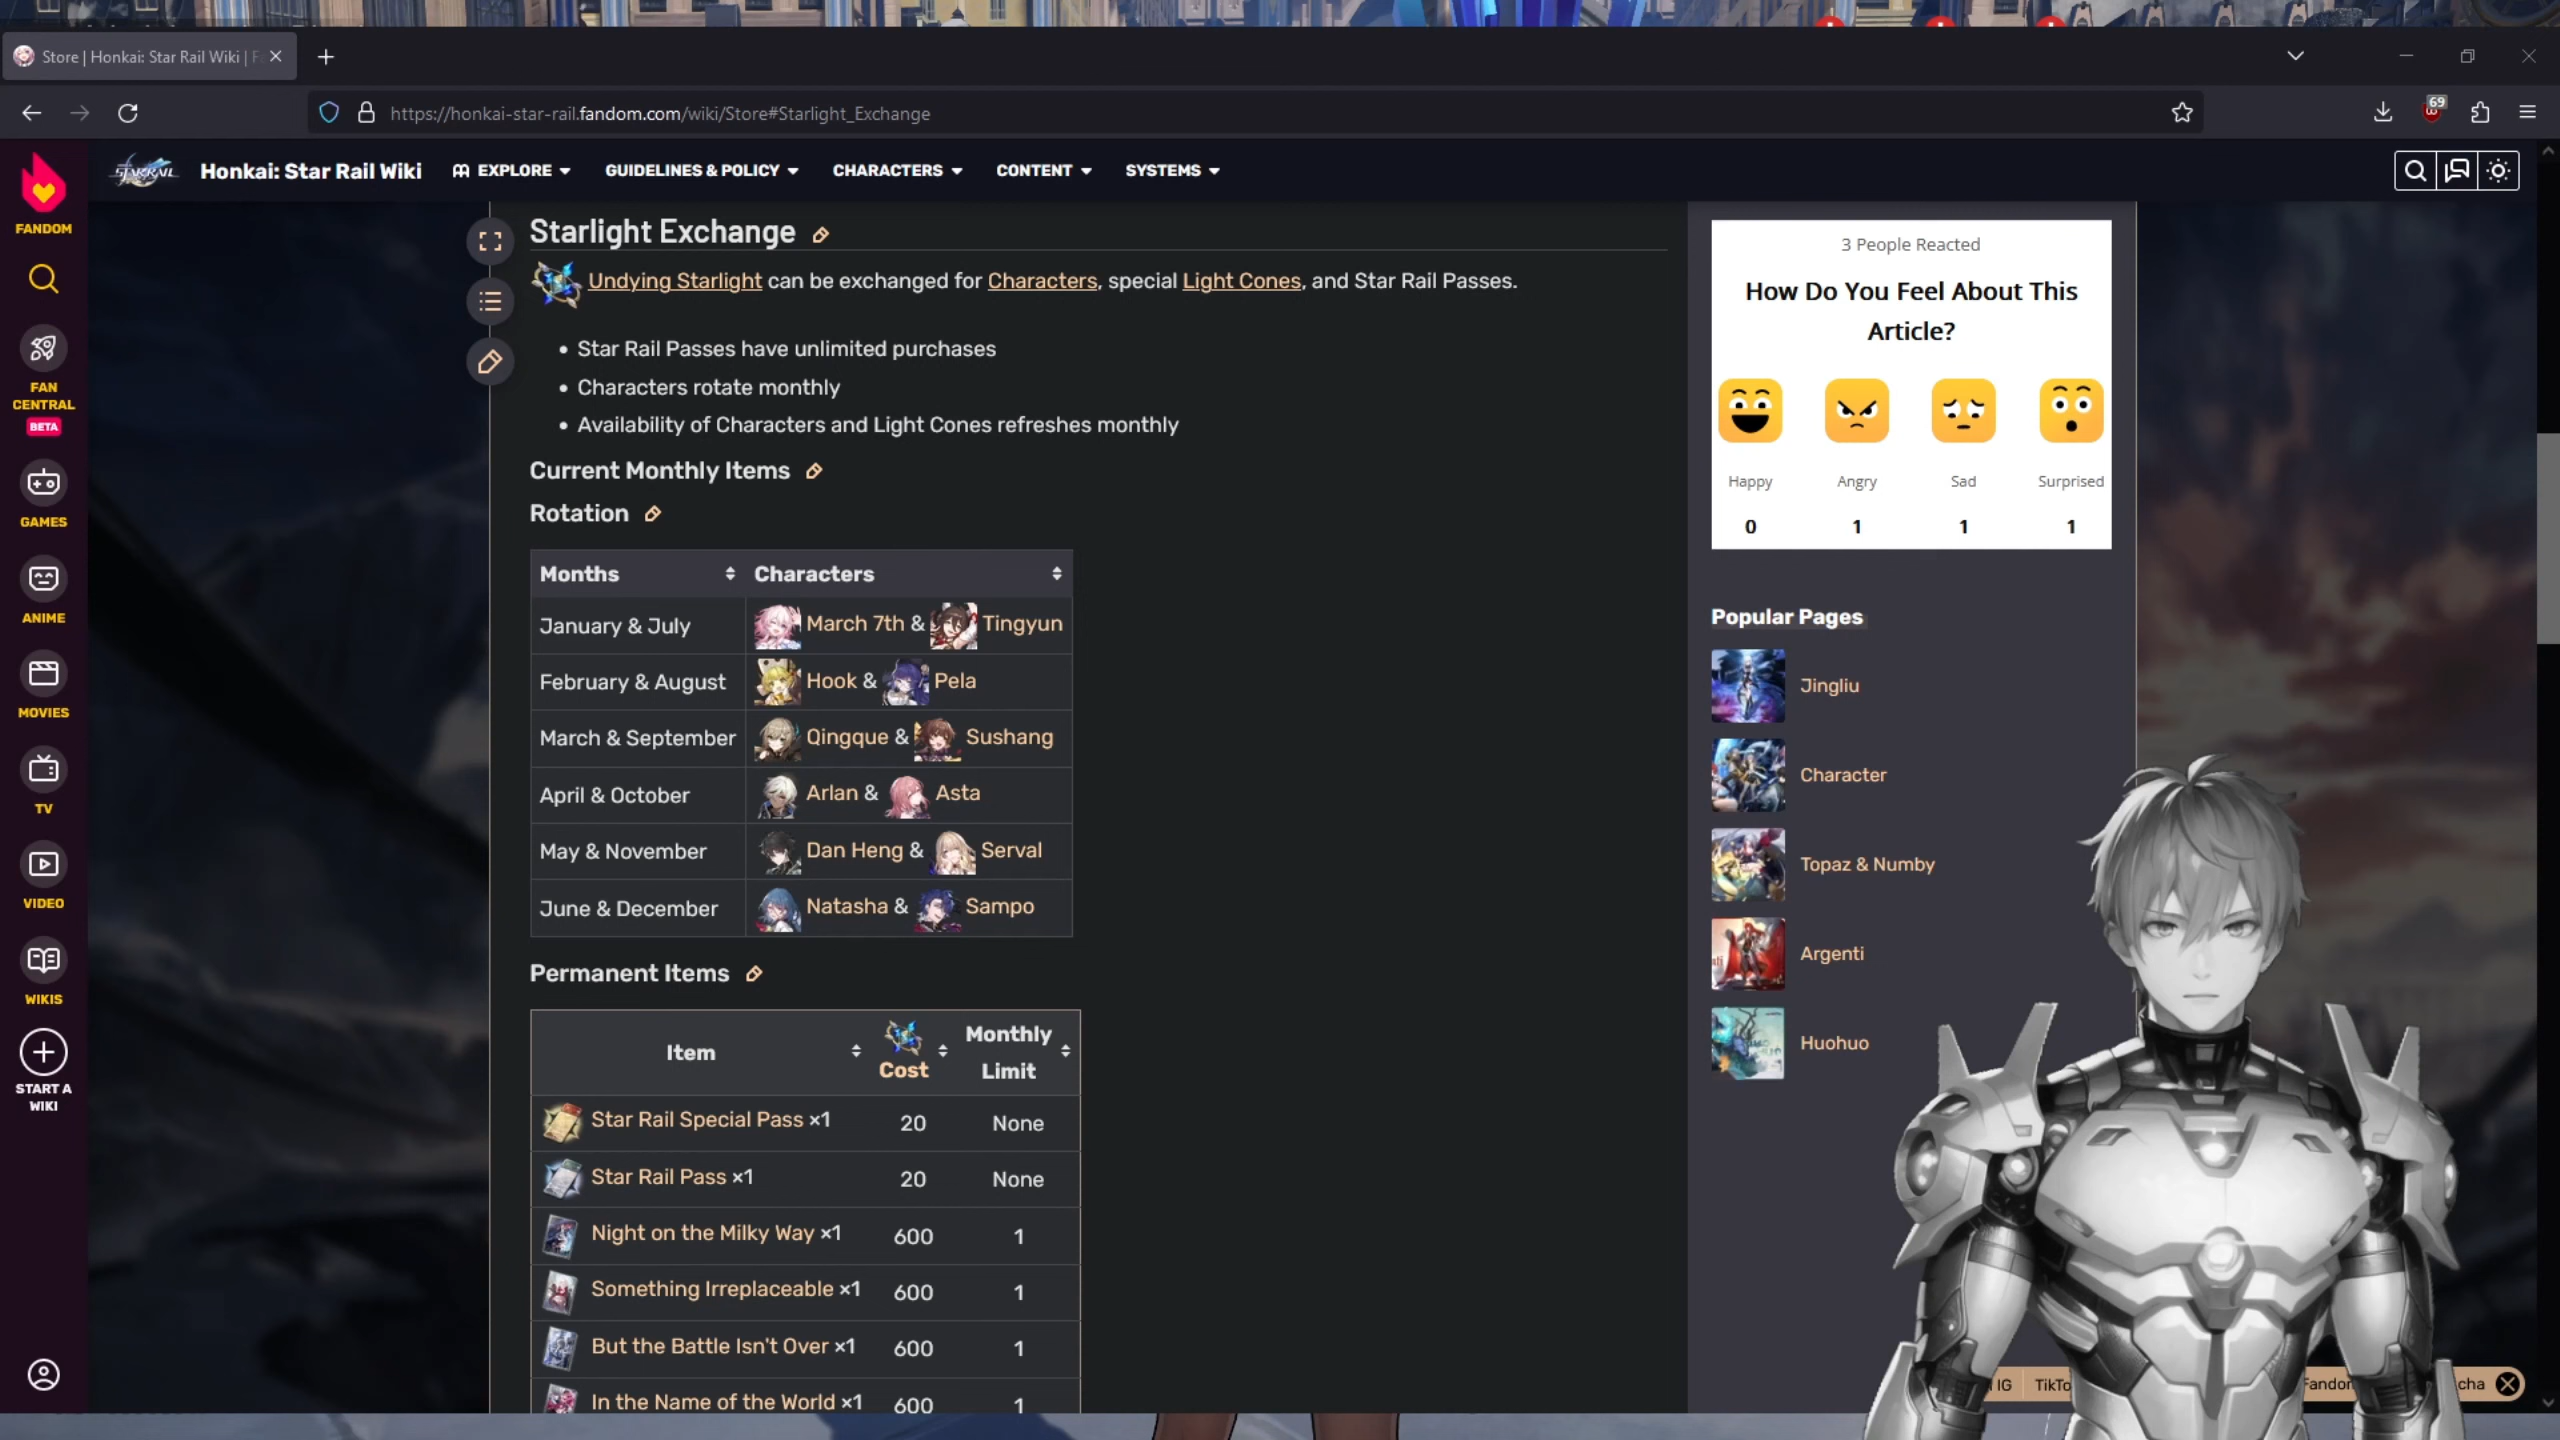 Store | Honkai: Star Rail Wiki |
https://honkai-star-rail.fandom.com/wiki/Store#Starlight_Exchange
69
FANDOM
STARRAIL
Honkai: Star Rail Wiki
EXPLORE
GUIDELINES & POLICY
CHARACTERS
CONTENT
SYSTEMS
FAN
CENTRAL
BETA
GAMES
ANIME
MOVIES
TV
VIDEO
WIKIS
START A
WIKI
Starlight Exchange
Undying Starlight can be exchanged for Characters, special Light Cones, and Star Rail Passes.
• Star Rail Passes have unlimited purchases
• Characters rotate monthly
• Availability of Characters and Light Cones refreshes monthly
Current Monthly Items
Rotation
Months Characters
January & July March 7th & Tingyun
February & August Hook & Pela
March & September Qingque & Sushang
April & October Arlan & Asta
May & November Dan Heng & Serval
June & December Natasha & Sampo
Permanent Items
Item Cost Monthly Limit
Star Rail Special Pass ×1 20 None
Star Rail Pass ×1 20 None
Night on the Milky Way ×1 600 1
Something Irreplaceable ×1 600 1
But the Battle Isn't Over ×1 600 1
In the Name of the World ×1 600 1
3 People Reacted
How Do You Feel About This
Article?
Happy Angry Sad Surprised
0 1 1 1
Popular Pages
Jingliu
Character
Topaz & Numby
Argenti
Huohuo
IG